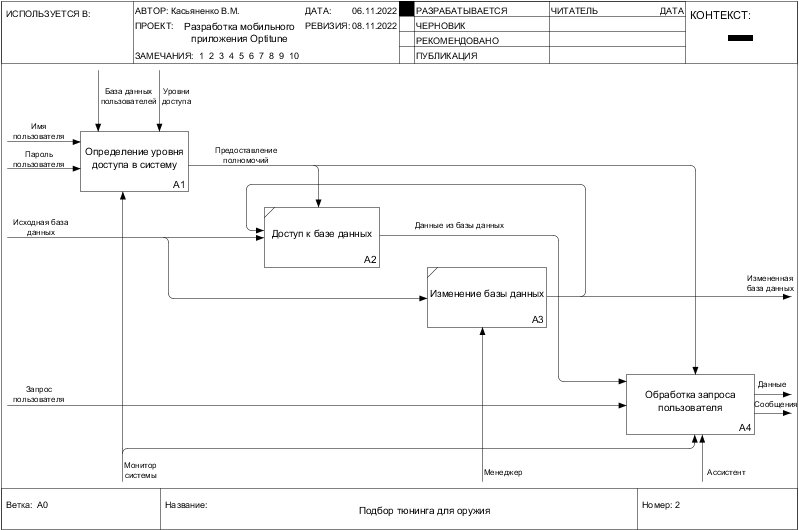 ИСПОЛЬЗУЕТСЯ В:
АВТОР: Касьяненко В.М.
ДАТА: 06.11.2022
ПРОЕКТ: Разработка мобильного
приложения Optitune
РЕВИЗИЯ: 08.11.2022
ЗАМЕЧАНИЯ: 1 2 3 4 5 6 7 8 9 10
РАЗРАБАТЫВАЕТСЯ
ЧЕРНОВИК
РЕКОМЕНДОВАНО
ПУБЛИКАЦИЯ
ЧИТАТЕЛЬ
ДАТА
КОНТЕКСТ:
База данных
пользователей
Уровни
доступа
Имя
пользователя
Пароль
пользователя
Определение уровня
доступа в систему
A1
Предоставление
полномочий
Исходная база
данных
Доступ к базе данных
A2
Данные из базы данных
Изменение базы данных
A3
Измененная
база данных
Запрос
пользователя
Обработка запроса
пользователя
A4
Данные
Сообщения
Монитор
системы
Менеджер
Ассистент
Ветка: A0
Название:
Подбор тюнинга для оружия
Номер: 2